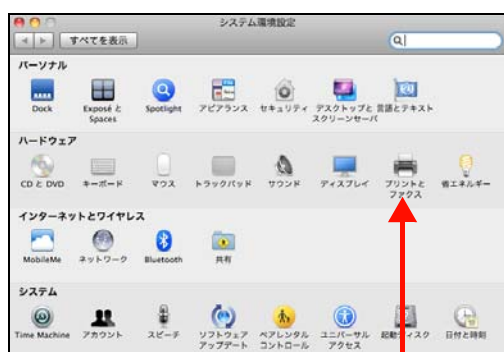 システム環境設定
すべてを表示
パーソナル
Dock
Exposé と
Spaces
Spotlight
アピアランス
セキュリティ
デスクトップと
スクリーンセーバ
言語とテキスト
ハードウェア
CD と DVD
キーボード
マウス
トラックパッド
サウンド
ディスプレイ
プリントと
ファクス
省エネルギー
インターネットとワイヤレス
MobileMe
ネットワーク
Bluetooth
共有
システム
Time Machine
アカウント
スピーチ
ソフトウェア
アップデート
ペアレンタル
コントロール
ユニバーサル
アクセス
起動ディスク
日付と時刻